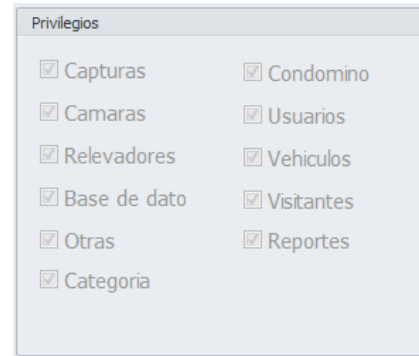 Privilegios
Capturas
Camaras
Relevadores
Base de dato
Otras
Categoria
Condomino
Usuarios
Vehiculos
Visitantes
Reportes